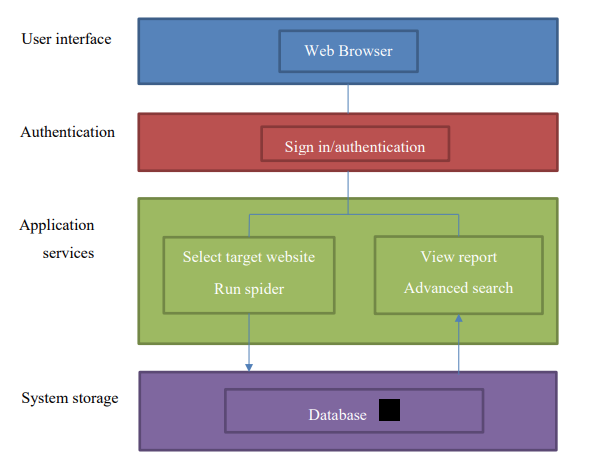 User interface
Web Browser
Authentication
Sign in/authentication
Application
services
Select target website
Run spider
View report
Advanced search
System storage
Database